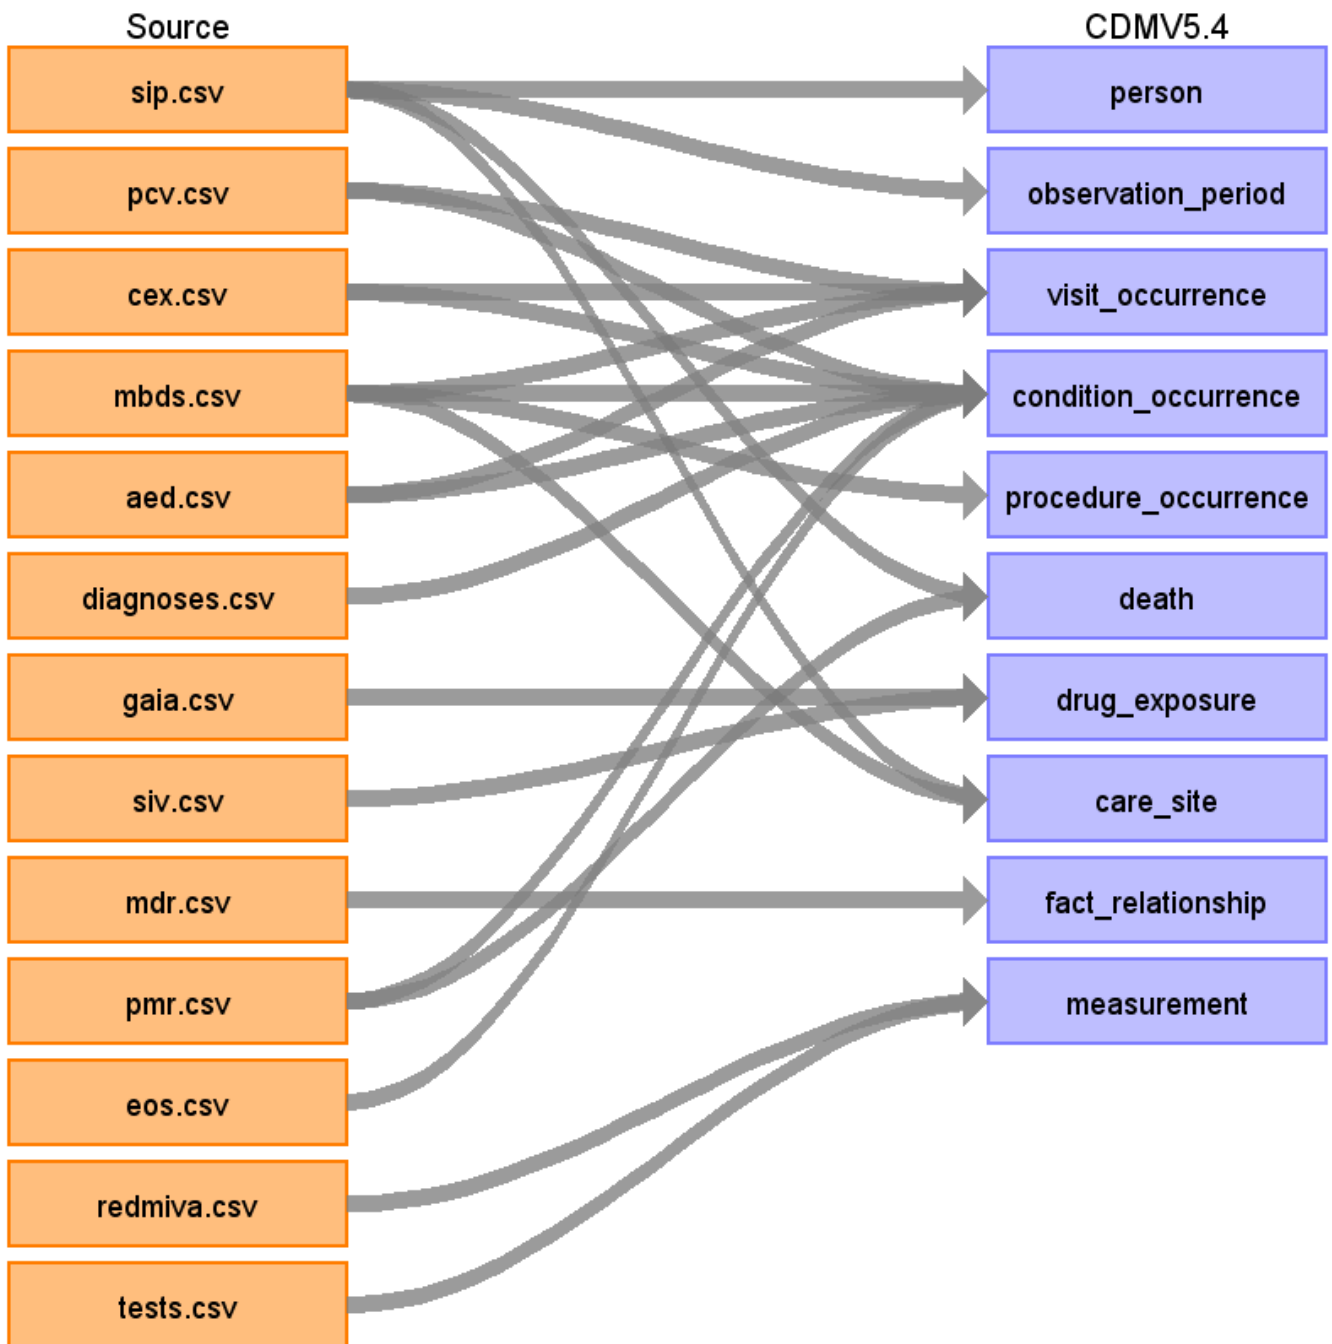 Source
CDMV5.4
sip.csv
person
pcv.csv
observation_period
cex.csv
visit_occurrence
mbds.csv
condition_occurrence
aed.csv
procedure_occurrence
diagnoses.csv
death
gaia.csv
drug_exposure
siv.csv
care_site
mdr.csv
fact_relationship
pmr.csv
measurement
eos.csv
redmiva.csv
tests.csv